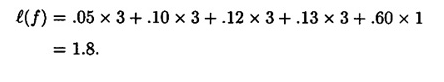 ℓ(f) = .05 × 3 + .10 × 3 + .12 × 3 + .13 × 3 + .60 × 1
= 1.8.